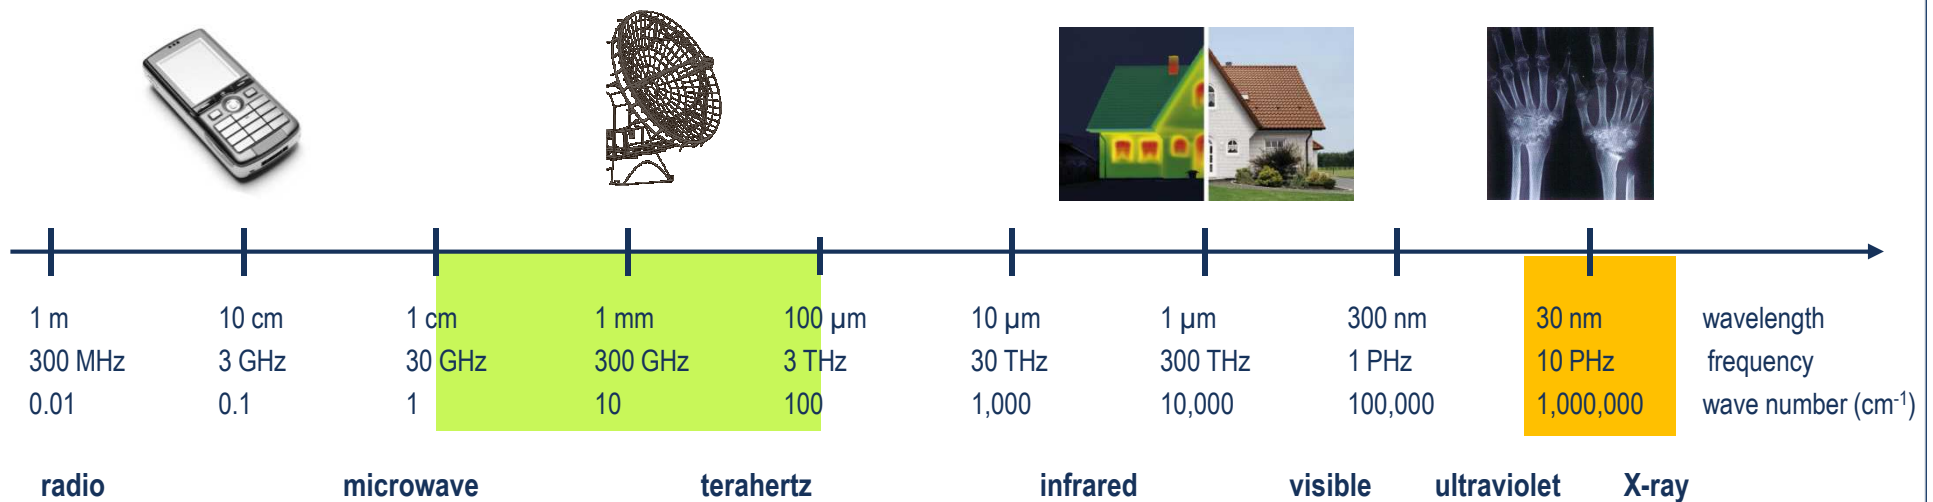 1 m 10 cm 1 cm 1 mm 100 µm 10 µm 1 µm 300 nm 30 nm wavelength
300 MHz 3 GHz 30 GHz 300 GHz 3 THz 30 THz 300 THz 1 PHz 10 PHz frequency
0.01 0.1 1 10 100 1,000 10,000 100,000 1,000,000 wave number (cm⁻¹)
radio microwave terahertz infrared visible ultraviolet X-ray